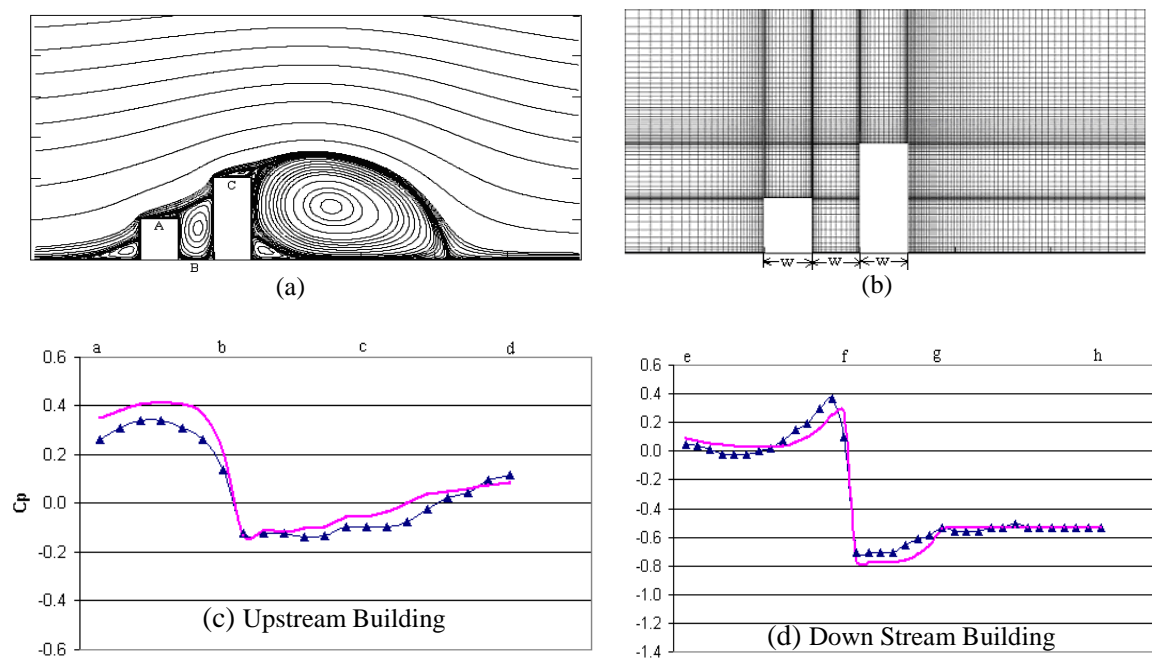 A
B
C
(a)
w w w
(b)
a b c d
0.6
0.4
0.2
0.0
-0.2
-0.4
-0.6
Cp
(c) Upstream Building
e f g h
0.6
0.4
0.2
0.0
-0.2
-0.4
-0.6
-0.8
-1.0
-1.2
-1.4
(d) Down Stream Building